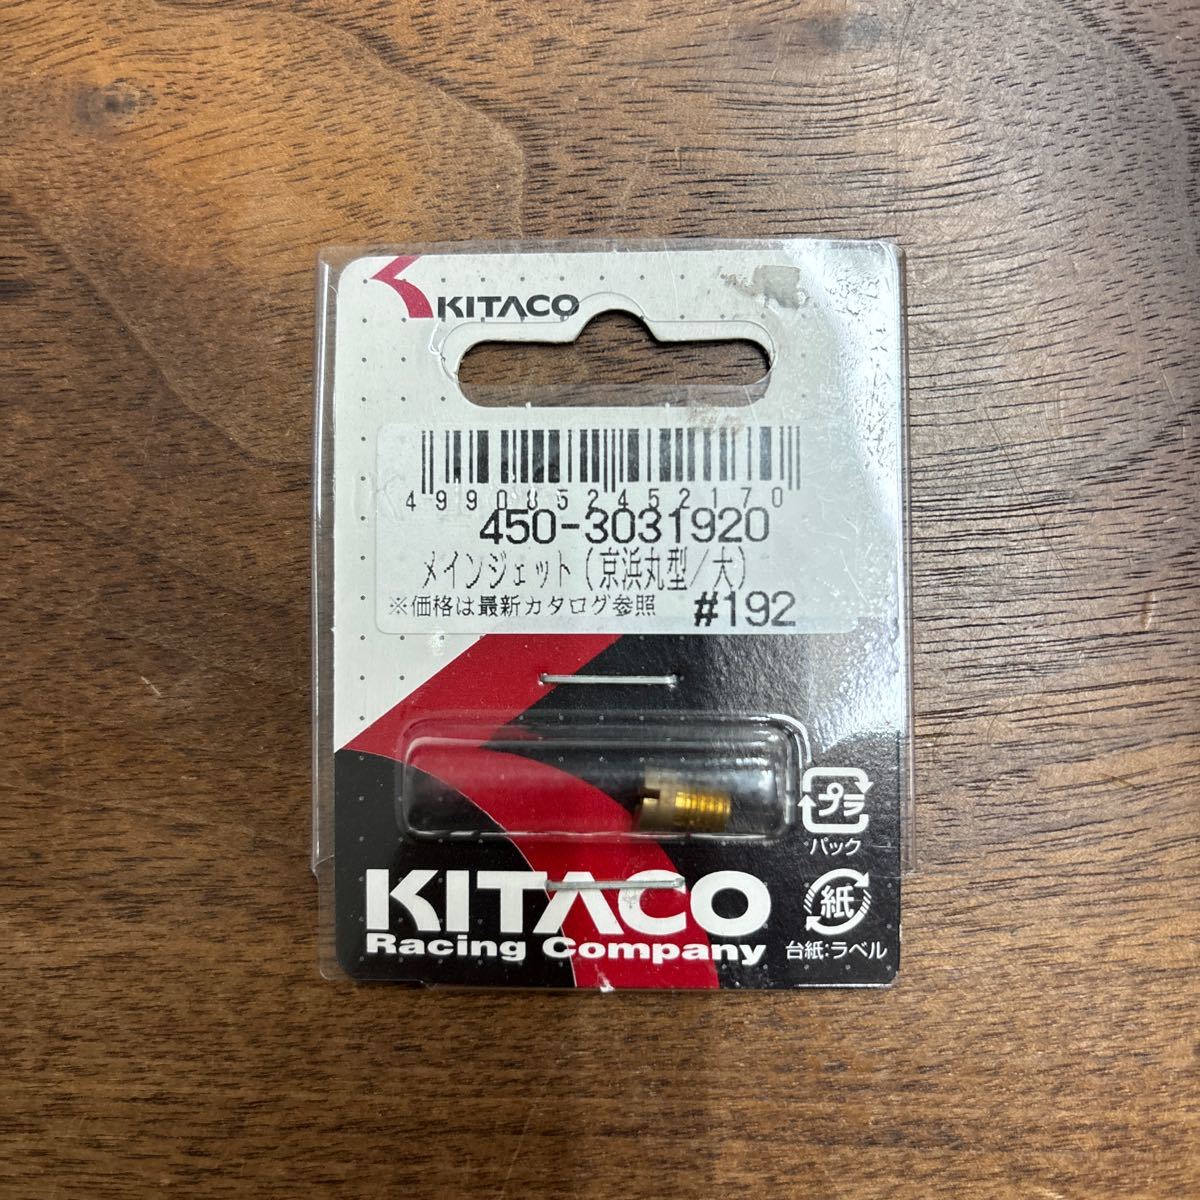 KITACO
4990852452170
450-3031920
メインジェット(京浜丸型/大)
※価格は最新カタログ参照 #192
プラ
パック
KITACO
Racing Company
紙
台紙:ラベル